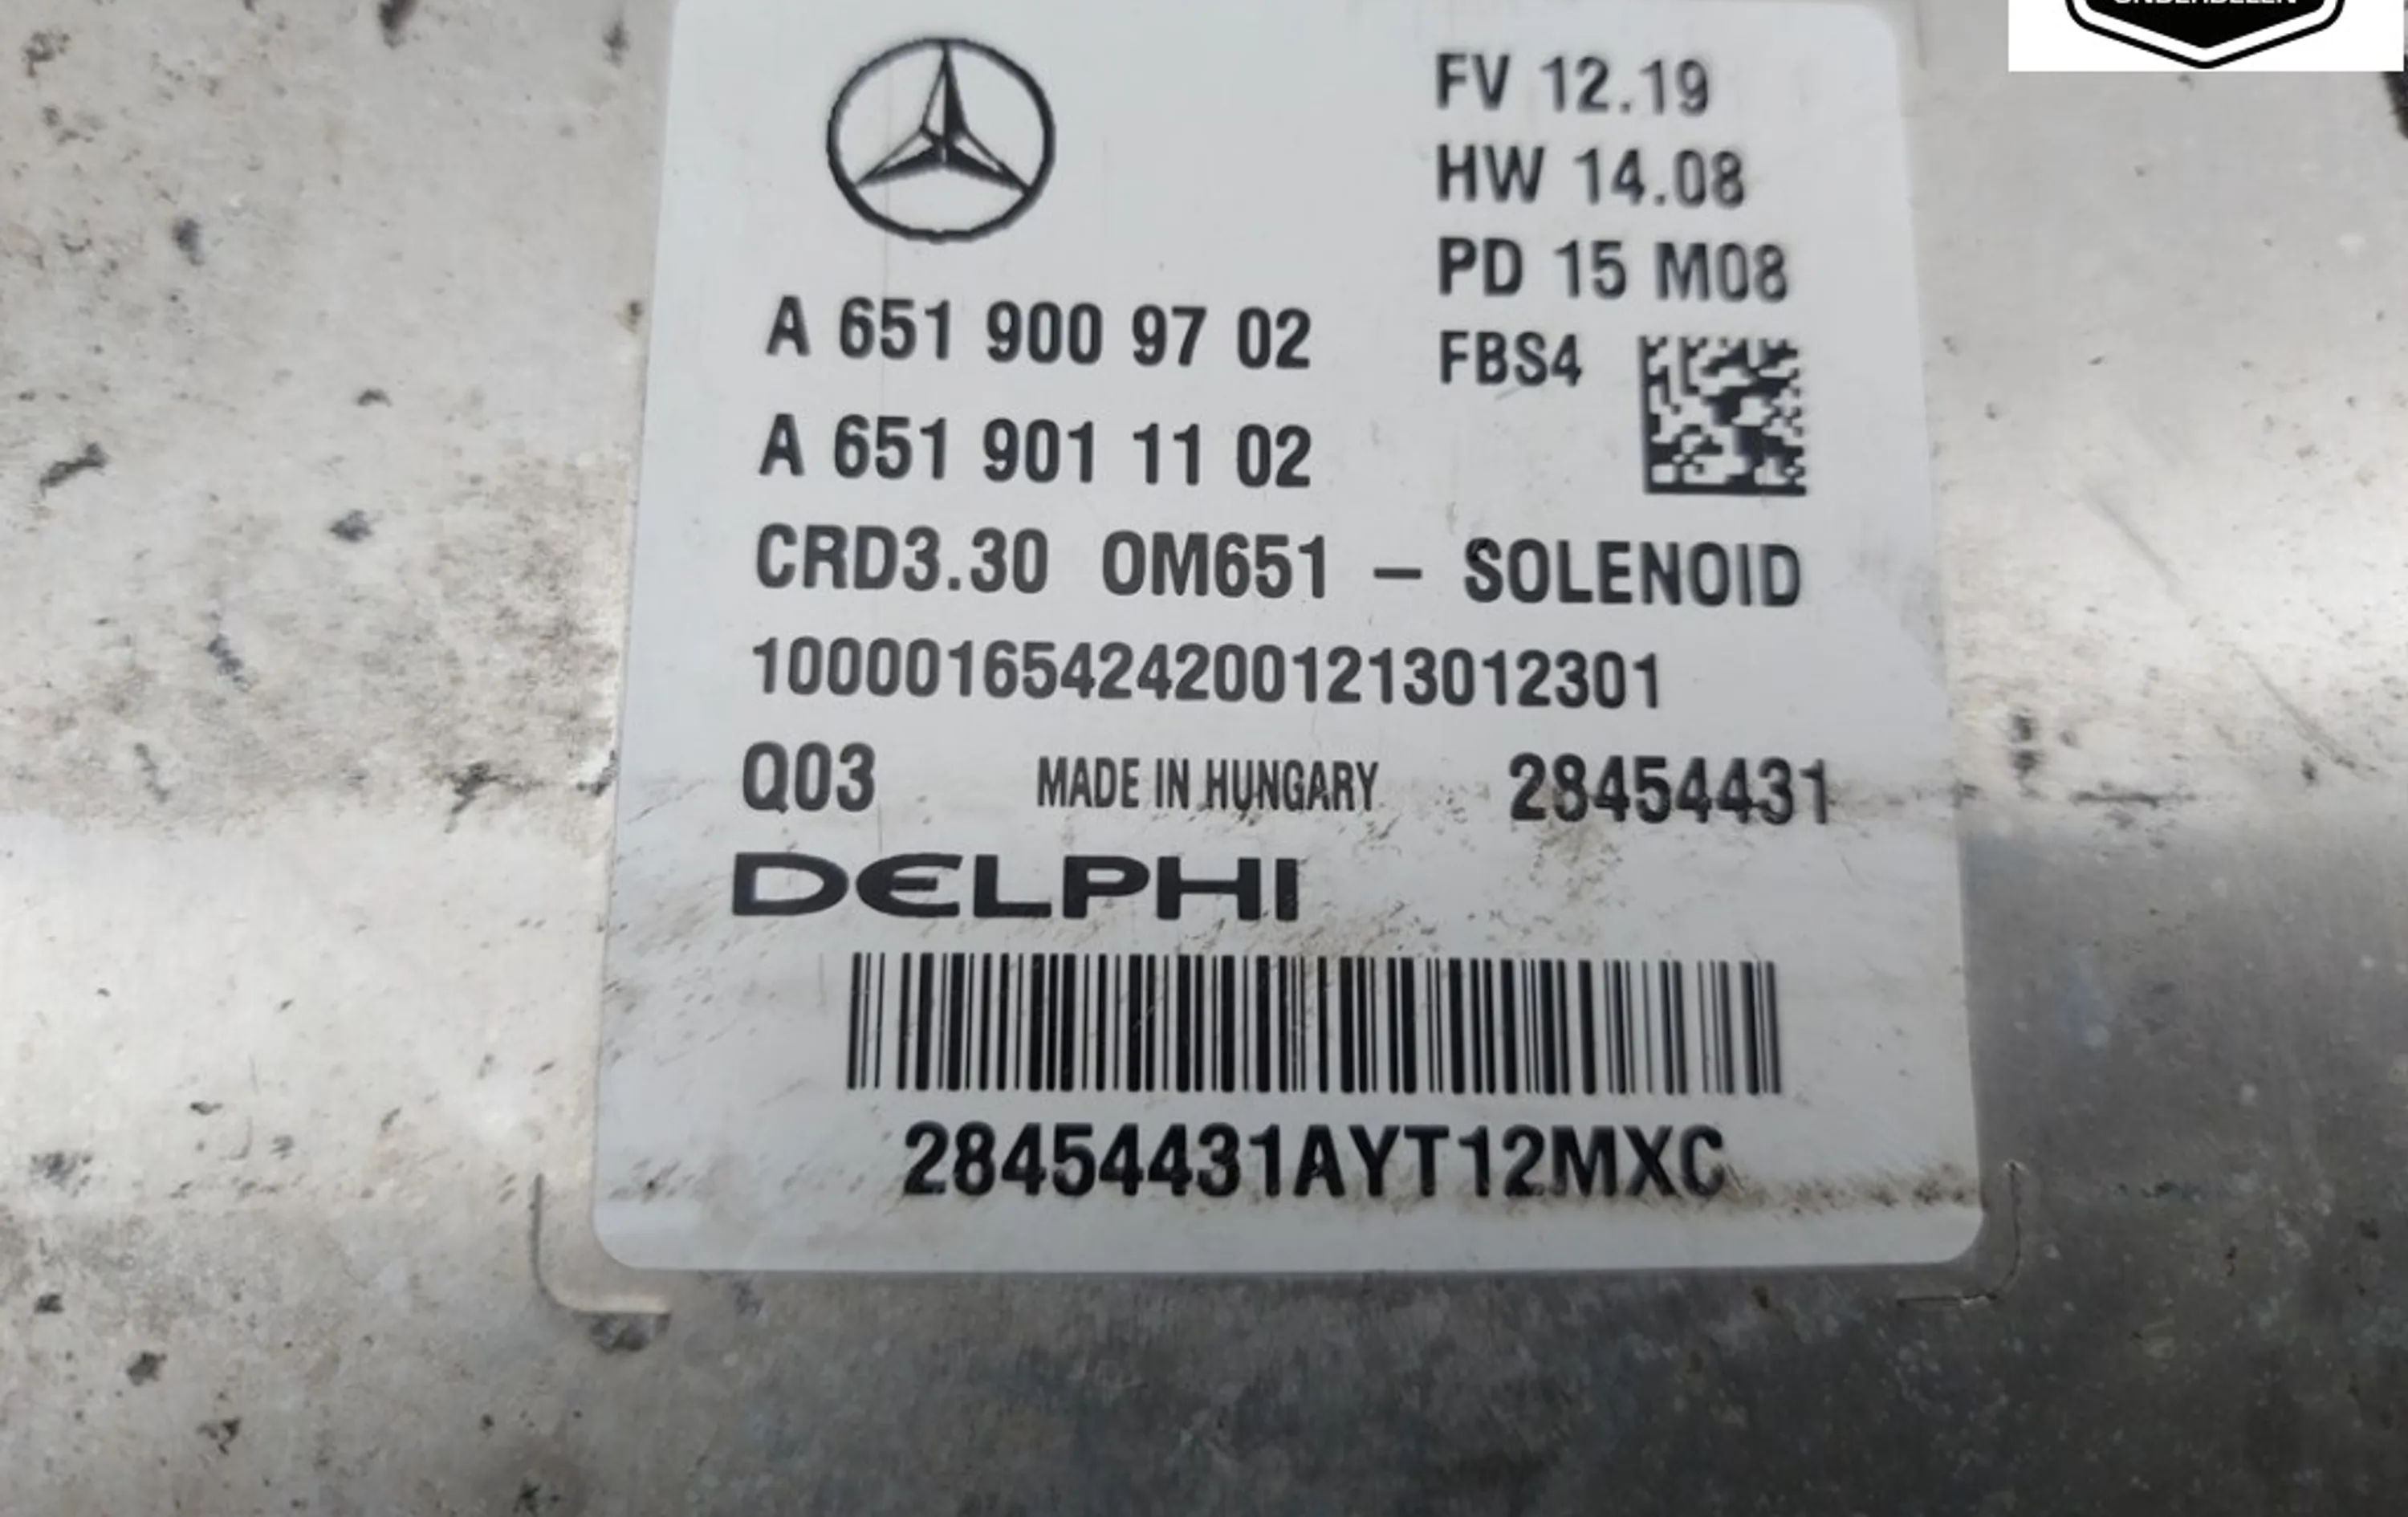 FV 12.19
HW 14.08
PD 15 M08
FBS4
A 651 900 97 02
A 651 901 11 02
CRD3.30 OM651 – SOLENOID
100001654242001213012301
Q03 MADE IN HUNGARY 28454431
DELPHI
28454431AYT12MXC